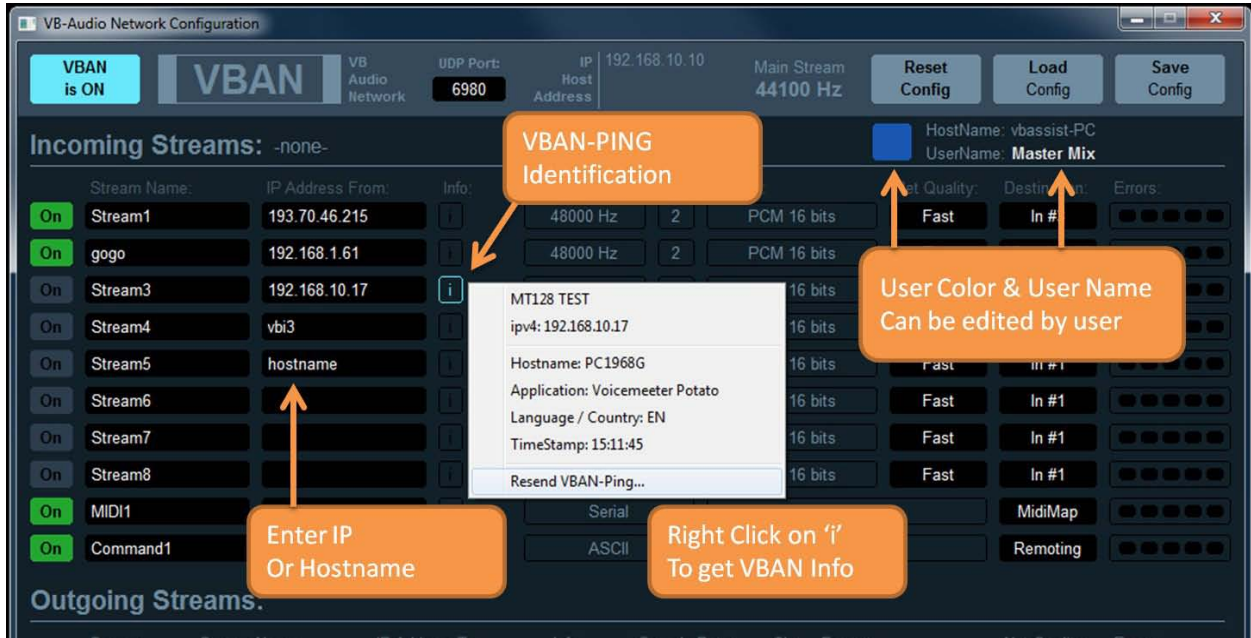 VB-Audio Network Configuration
VBAN is ON
VBAN
VB Audio Network
UDP Port:
6980
IP Host Address
192.168.10.10
Main Stream
44100 Hz
Reset Config
Load Config
Save Config
Incoming Streams: -none-
HostName: vbassist-PC
UserName: Master Mix
VBAN-PING
Identification
Stream Name: IP Address From: Info: Quality: Errors:
On Stream1 193.70.46.215 i 48000 Hz 2 PCM 16 bits Fast In
On gogo 192.168.1.61 i 48000 Hz 2 PCM 16 bits
On Stream3 192.168.10.17 i 16 bits
On Stream4 vbi3 i 16 bits
On Stream5 hostname i 16 bits Fast In #1
On Stream6 i 16 bits Fast In #1
On Stream7 i 16 bits Fast In #1
On Stream8 i 16 bits Fast In #1
On MIDI1 Serial MidiMap
On Command1 ASCII Remoting
User Color & User Name
Can be edited by user
MT128 TEST
ipv4: 192.168.10.17
Hostname: PC1968G
Application: Voicemeeter Potato
Language / Country: EN
TimeStamp: 15:11:45
Resend VBAN-Ping...
Enter IP
Or Hostname
Right Click on ‘i’
To get VBAN Info
Outgoing Streams: